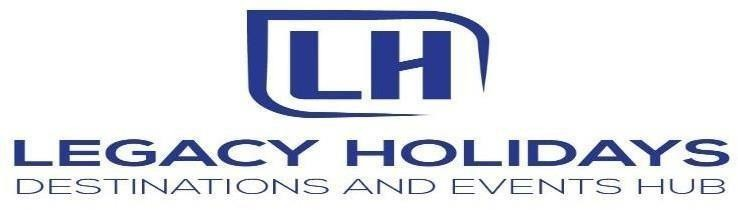 LH
LEGACY HOLIDAYS
DESTINATIONS AND EVENTS HUB